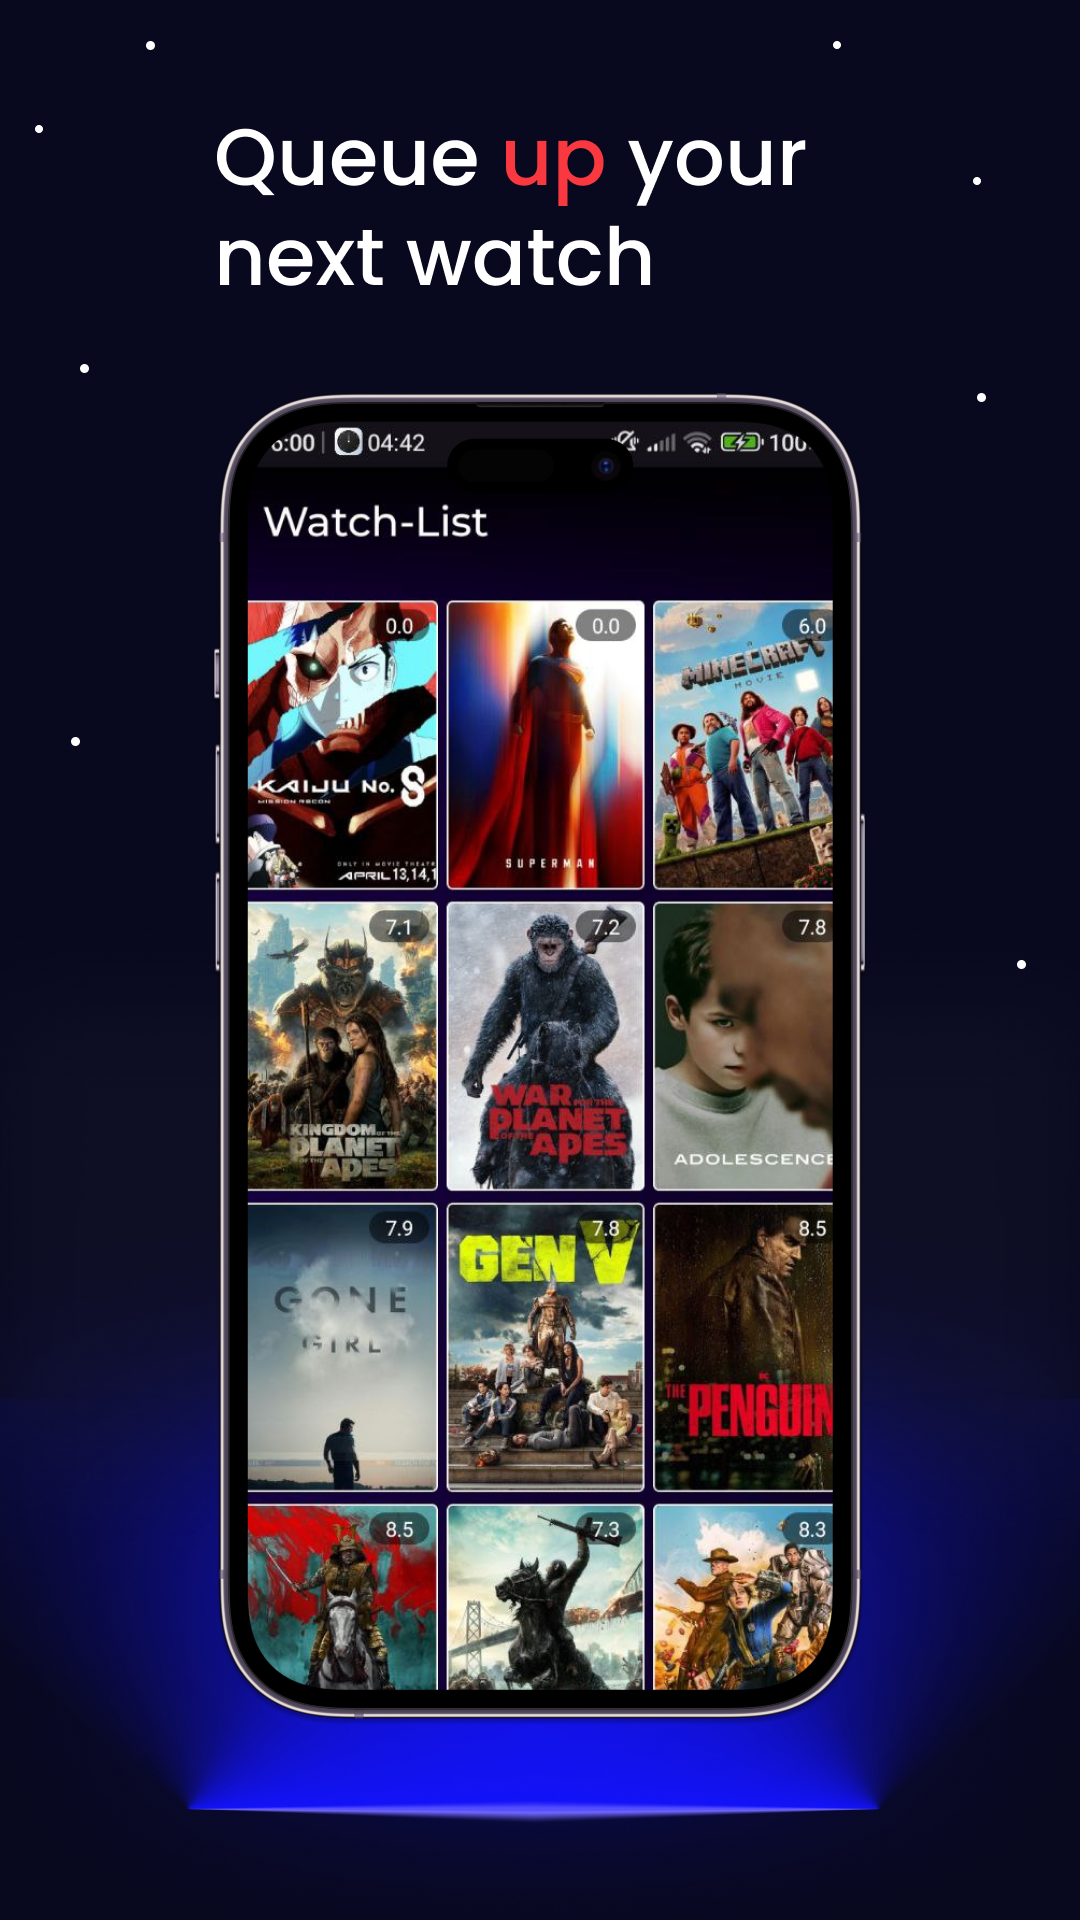 Queue up your
next watch
6:00 04:42 100
Watch-List
0.0
0.0
6.0
KAIJU No. 8
MISSION RECON
ONLY IN MOVIE THEATR
APRIL 13,14,1
SUPERMAN
A
MINECRAFT
MOVIE
7.1
7.2
7.8
KINGDOM OF THE
PLANET
OF THE APES
WAR FOR THE
PLANET
OF THE APES
ADOLESCENCE
7.9
7.8
8.5
GONE
GIRL
GEN V
DC
THE PENGUIN
8.5
7.3
8.3